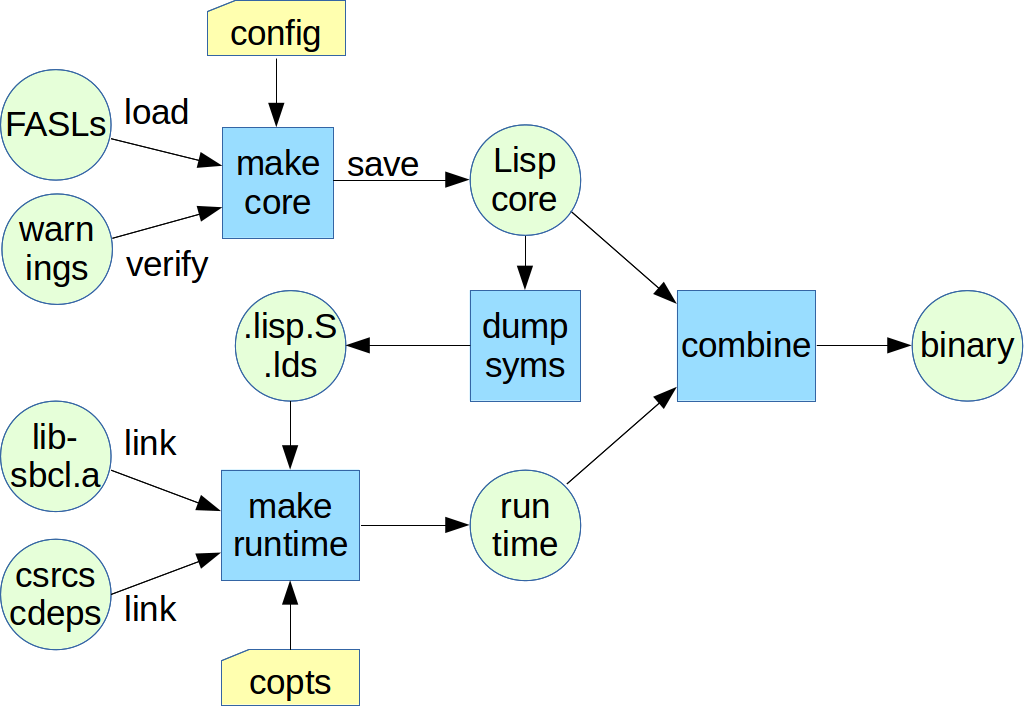 config
FASLs
load
make
core
save
Lisp
core
warn
ings
verify
.lisp.S
.lds
dump
syms
combine
binary
lib-
sbcl.a
link
make
runtime
run
time
csrcs
cdeps
link
copts